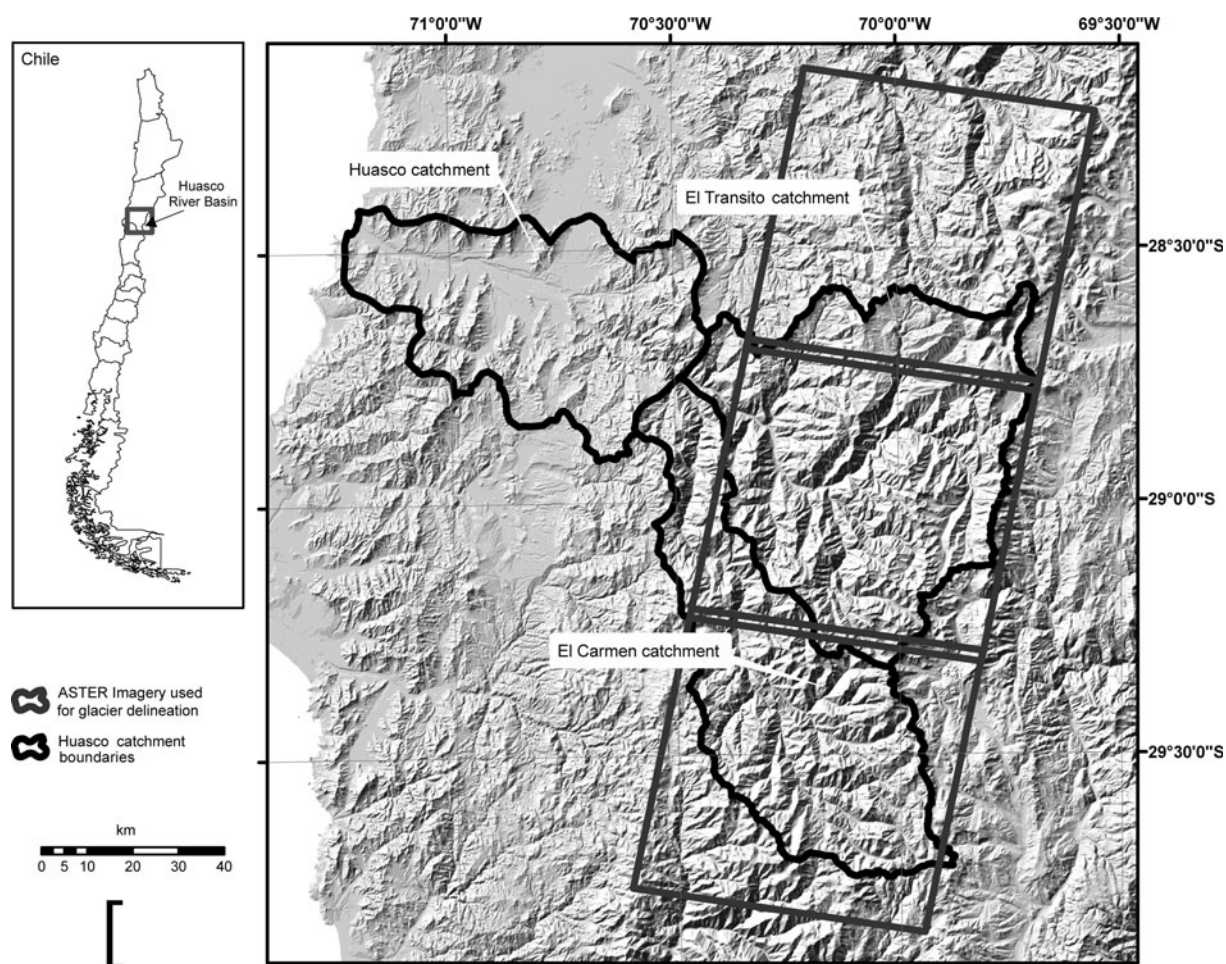 Chile
Huasco
River Basin
71°0'0"W
70°30'0"W
70°0'0"W
69°30'0"W
Huasco catchment
El Transito catchment
28°30'0"S
29°0'0"S
El Carmen catchment
29°30'0"S
ASTER Imagery used
for glacier delineation
Huasco catchment
boundaries
km
0 5 10 20 30 40